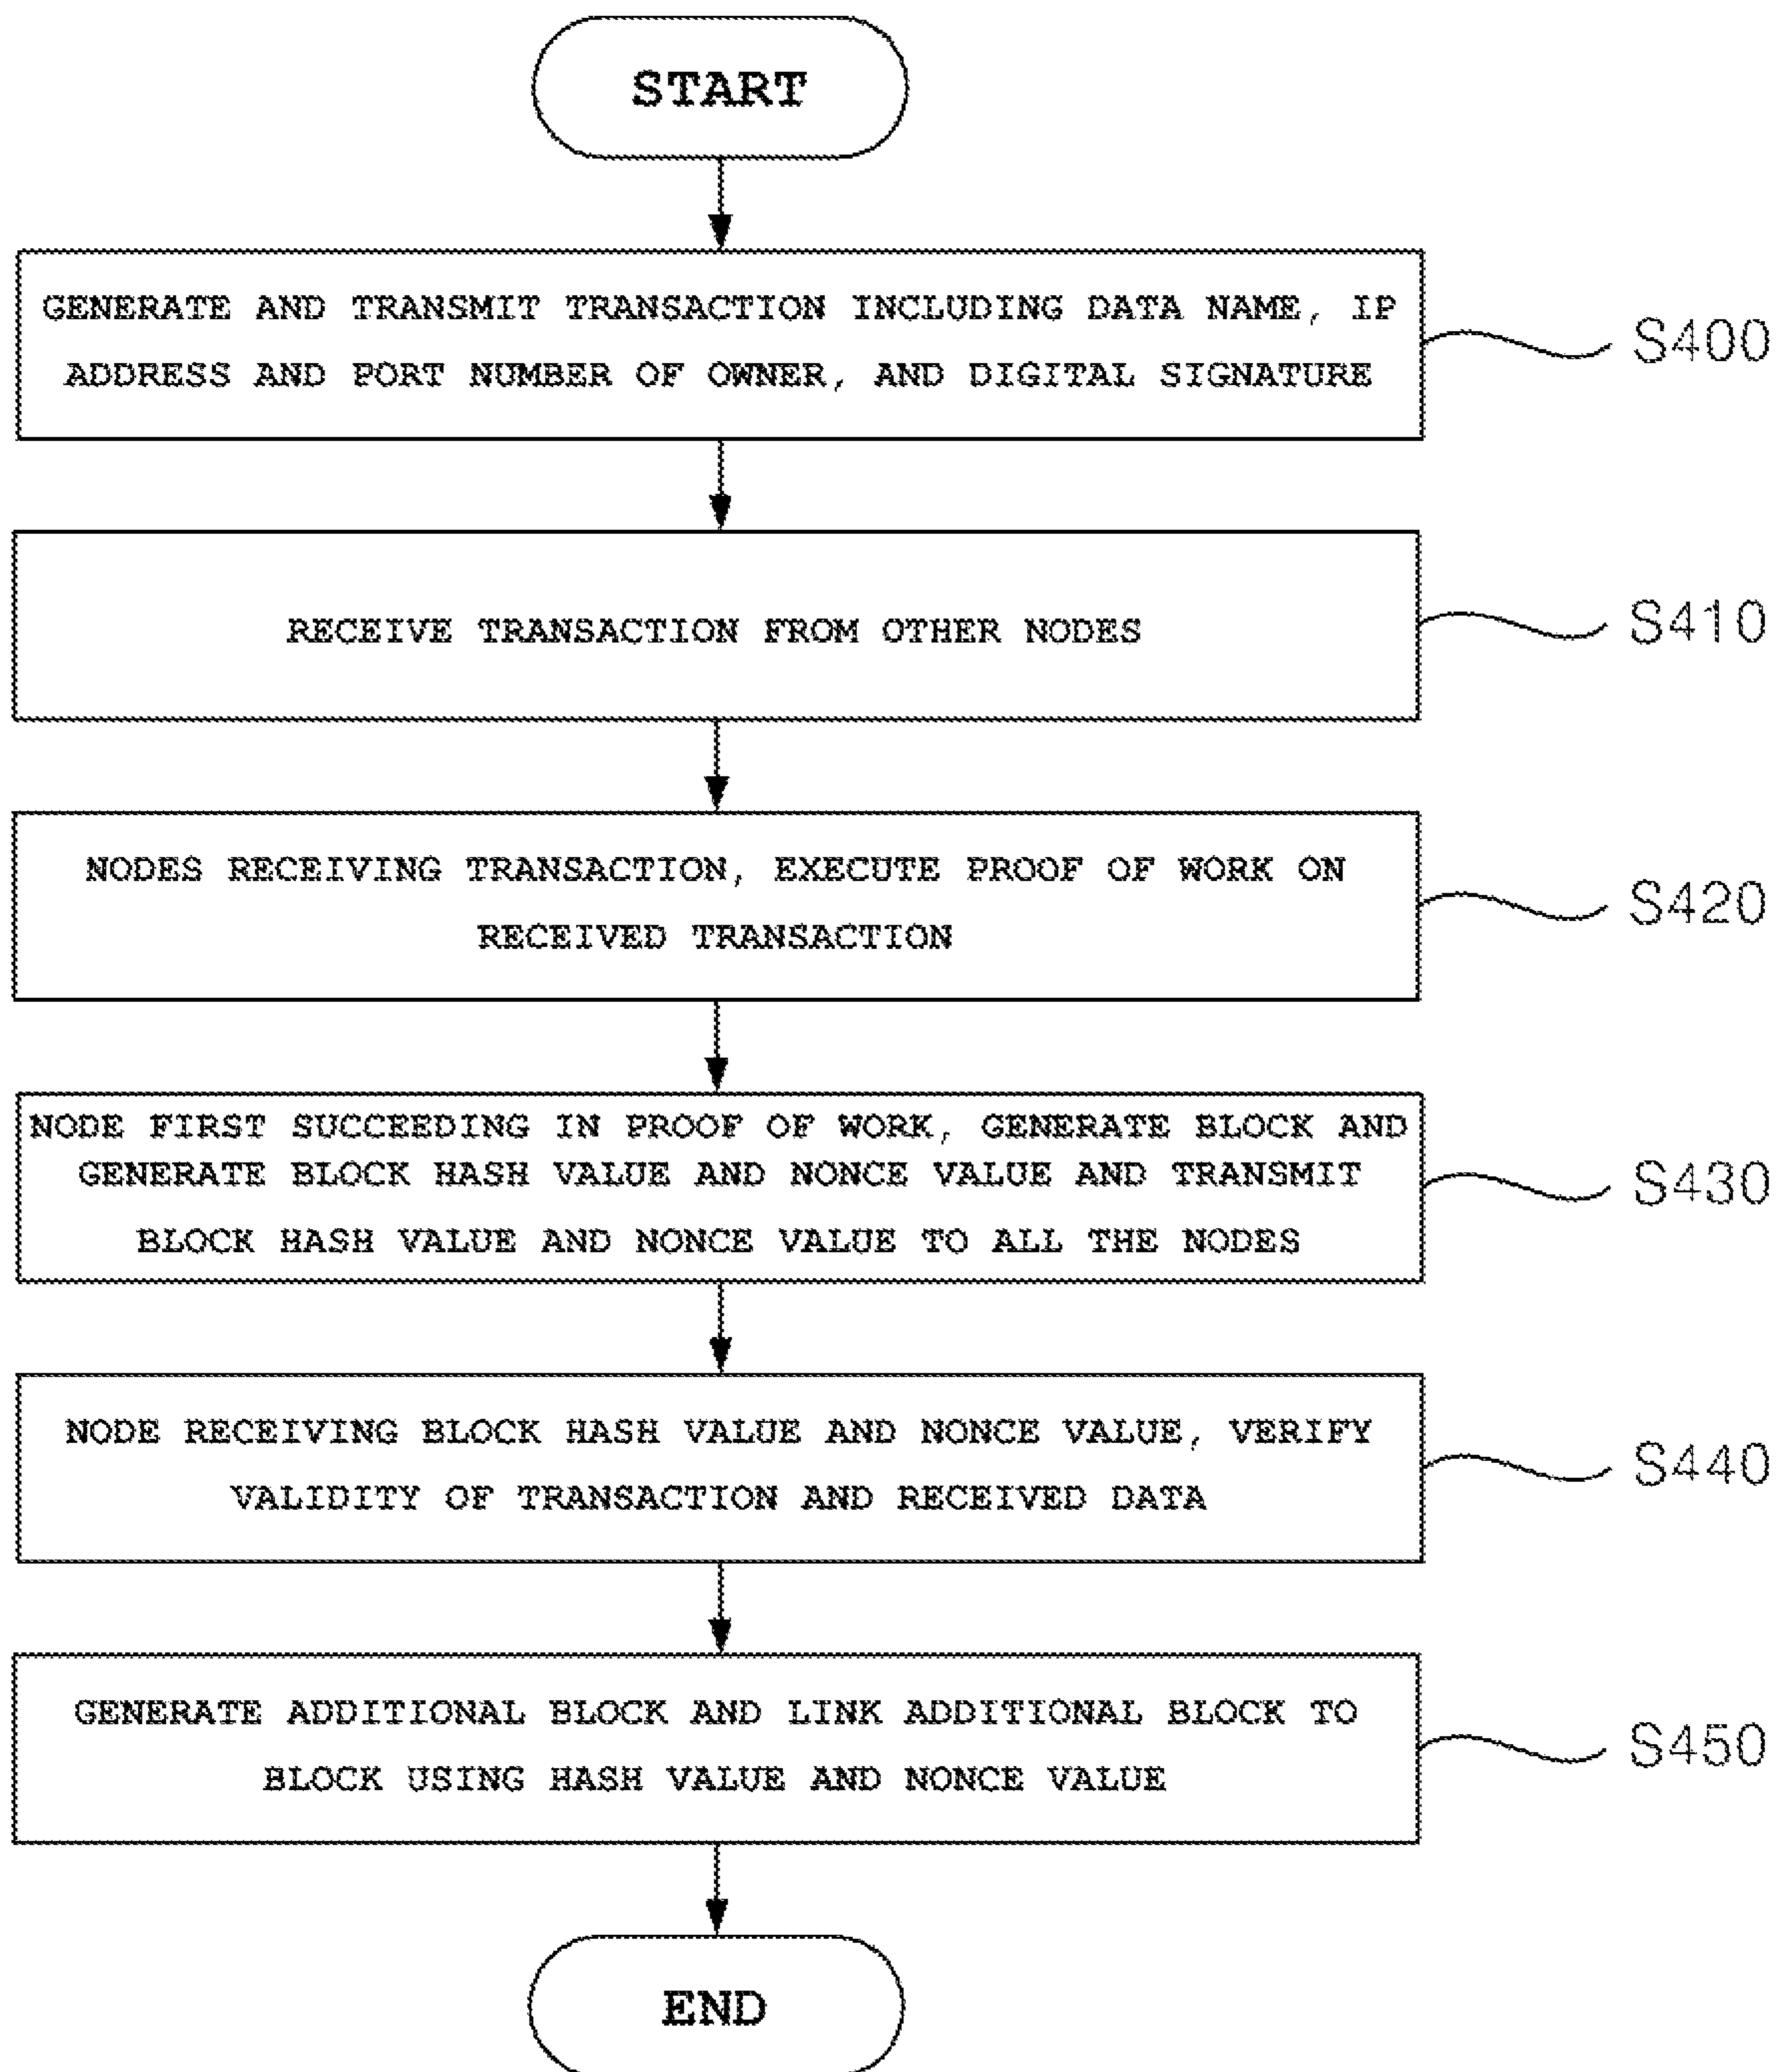 START
GENERATE AND TRANSMIT TRANSACTION INCLUDING DATA NAME, IP
ADDRESS AND PORT NUMBER OF OWNER, AND DIGITAL SIGNATURE
S400
RECEIVE TRANSACTION FROM OTHER NODES
S410
NODES RECEIVING TRANSACTION, EXECUTE PROOF OF WORK ON
RECEIVED TRANSACTION
S420
NODE FIRST SUCCEEDING IN PROOF OF WORK, GENERATE BLOCK AND
GENERATE BLOCK HASH VALUE AND NONCE VALUE AND TRANSMIT
BLOCK HASH VALUE AND NONCE VALUE TO ALL THE NODES
S430
NODE RECEIVING BLOCK HASH VALUE AND NONCE VALUE, VERIFY
VALIDITY OF TRANSACTION AND RECEIVED DATA
S440
GENERATE ADDITIONAL BLOCK AND LINK ADDITIONAL BLOCK TO
BLOCK USING HASH VALUE AND NONCE VALUE
S450
END